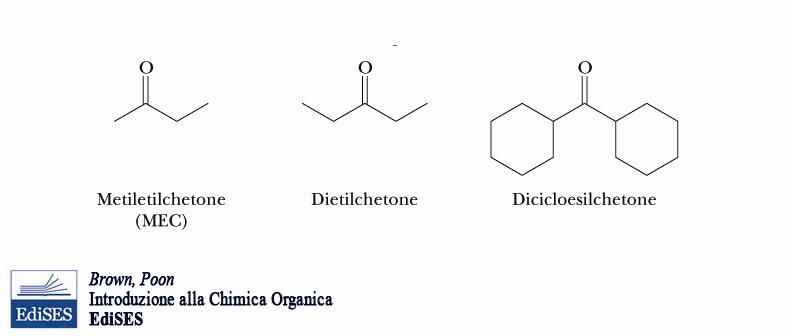 O
O
O
Metiletilchetone
(MEC)
Dietilchetone
Dicicloesilchetone
Brown, Poon
Introduzione alla Chimica Organica
EdiSES
EdiSES